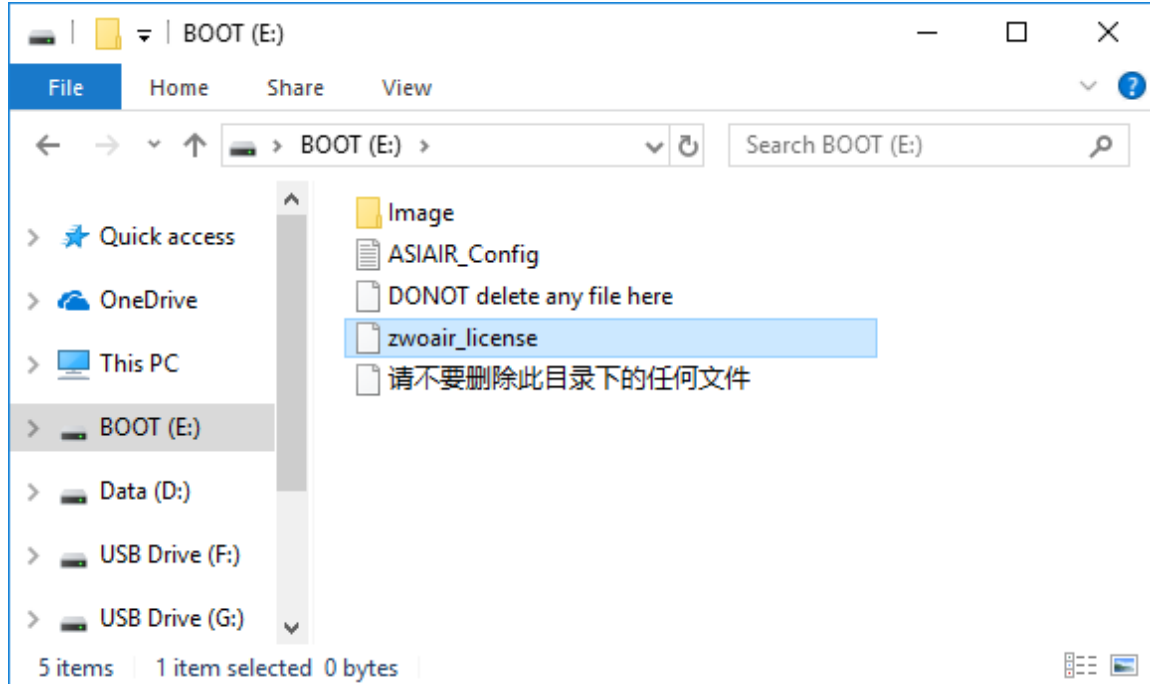 BOOT (E:)
File Home Share View
BOOT (E:) Search BOOT (E:)
Quick access
OneDrive
This PC
BOOT (E:)
Data (D:)
USB Drive (F:)
USB Drive (G:)
Image
ASIAIR_Config
DONOT delete any file here
zwoair_license
请不要删除此目录下的任何文件
5 items 1 item selected 0 bytes